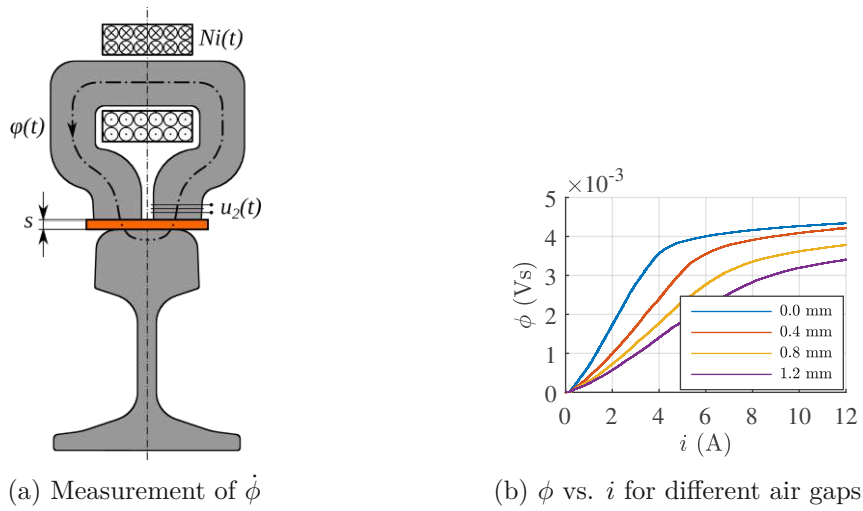 Ni(t)
φ(t)
u₂(t)
s
×10⁻³
5
4
3
2
1
0
ϕ (Vs)
0.0 mm
0.4 mm
0.8 mm
1.2 mm
0 2 4 6 8 10 12
i (A)
(a) Measurement of ϕ̇
(b) ϕ vs. i for different air gaps